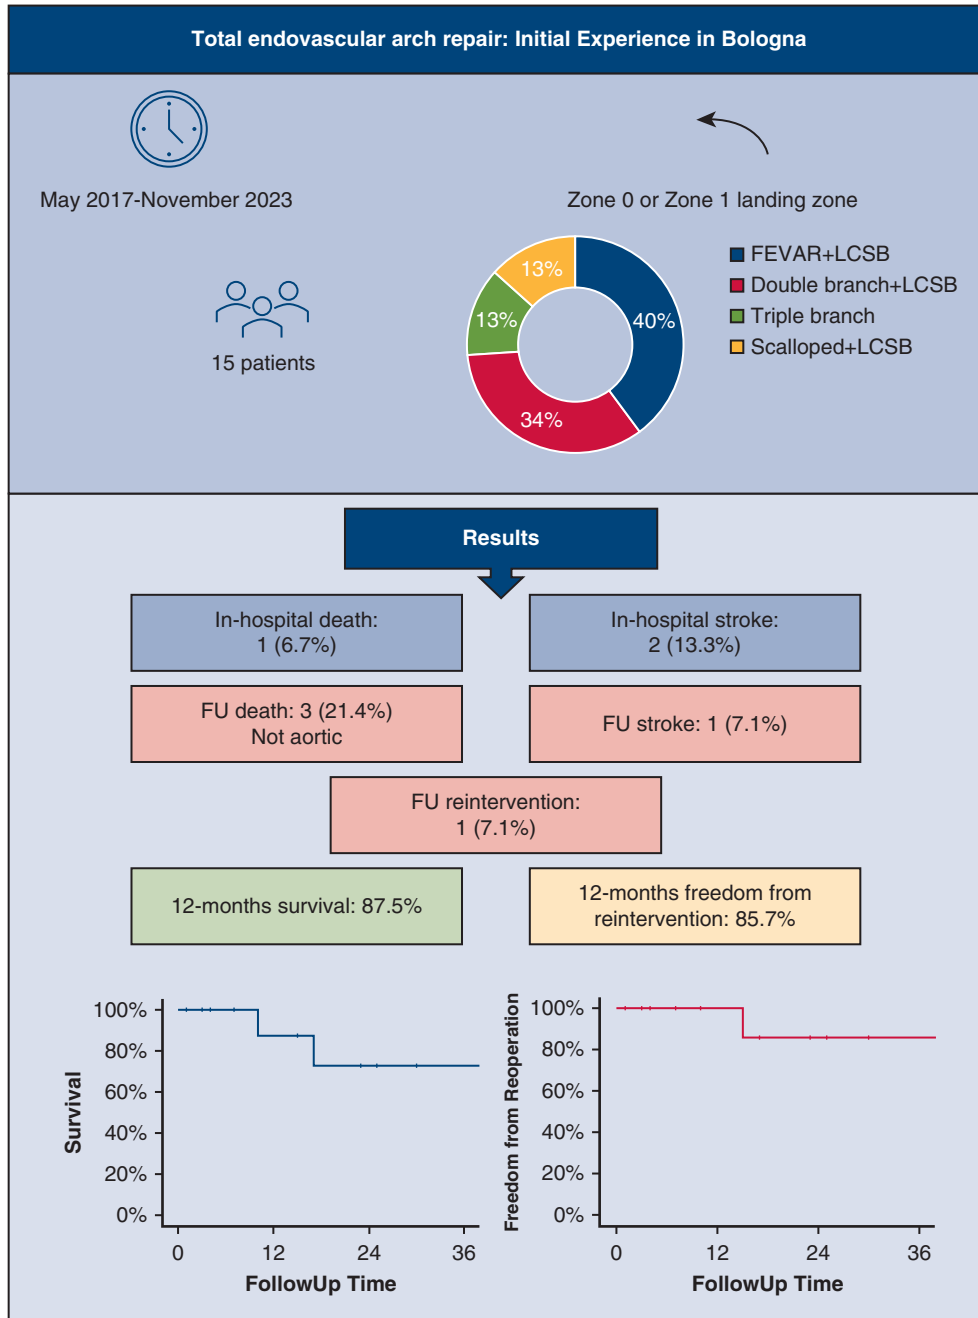 Total endovascular arch repair: Initial Experience in Bologna
May 2017-November 2023
15 patients
Zone 0 or Zone 1 landing zone
13%
40%
13%
34%
FEVAR+LCSB
Double branch+LCSB
Triple branch
Scalloped+LCSB
Results
In-hospital death:
1 (6.7%)
In-hospital stroke:
2 (13.3%)
FU death: 3 (21.4%)
Not aortic
FU stroke: 1 (7.1%)
FU reintervention:
1 (7.1%)
12-months survival: 87.5%
12-months freedom from
reintervention: 85.7%
Survival
100%
80%
60%
40%
20%
0%
0 12 24 36
FollowUp Time
Freedom from Reoperation
100%
80%
60%
40%
20%
0%
0 12 24 36
FollowUp Time